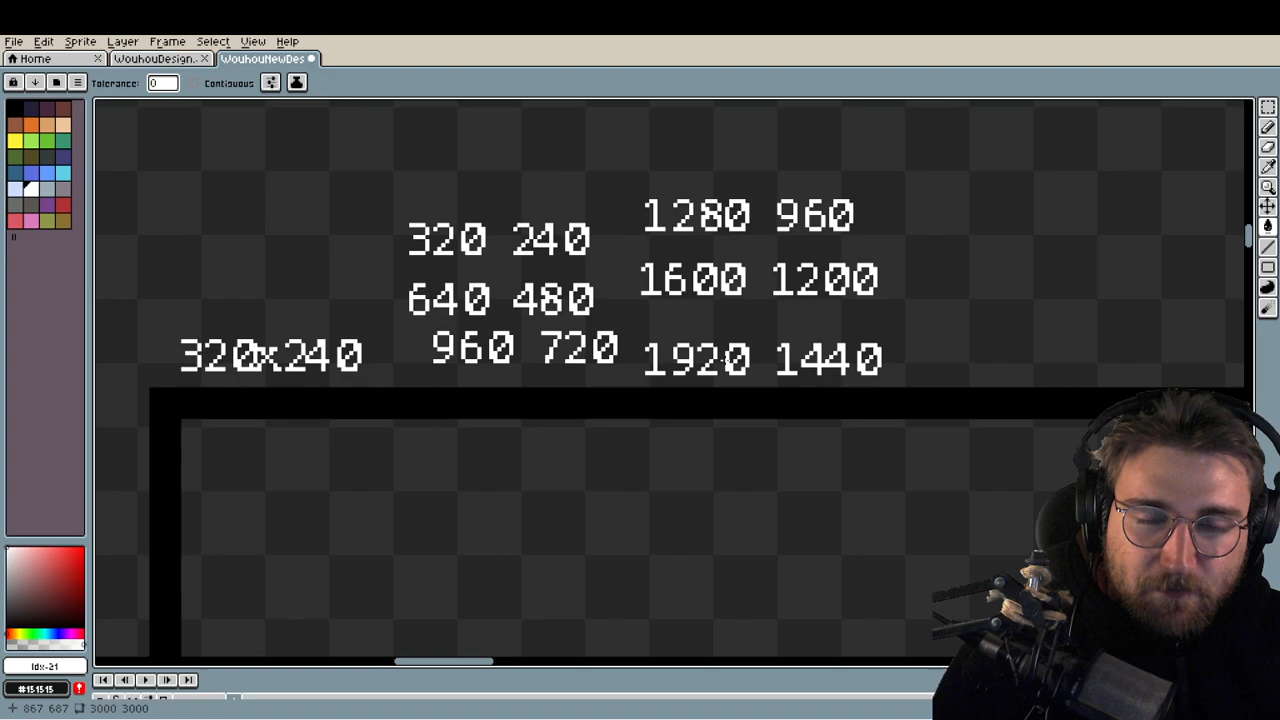 File Edit Sprite Layer Frame Select View Help
Home WouhouDesign. WouhouNewDes
Tolerance: 0 Contiguous
1280 960
320 240
1600 1200
640 480
960 720
320x240
1920 1440
Idx-21
#151515
867 687 3000 3000